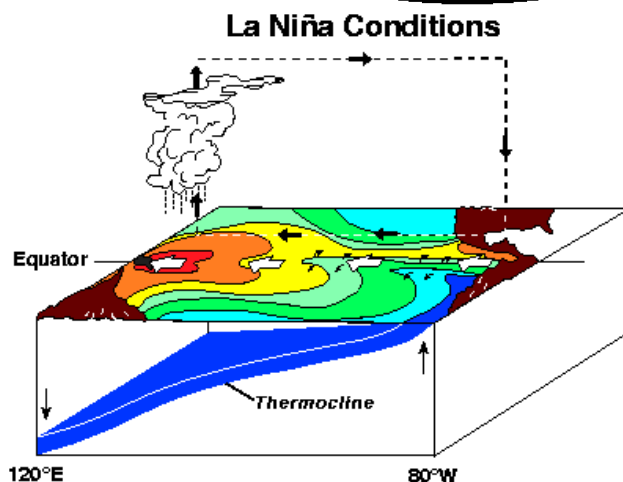 La Niña Conditions
Equator
Thermocline
120°E
80°W